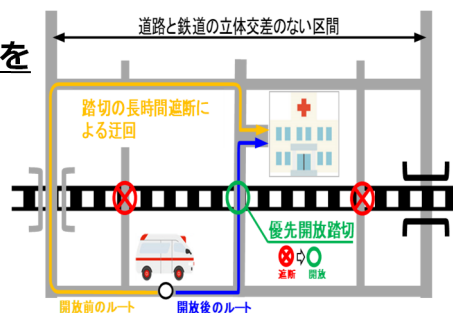 道路と鉄道の立体交差のない区間
を
踏切の長時間遮断に
よる迂回
優先開放踏切
遮断
開放
開放前のルート
開放後のルート